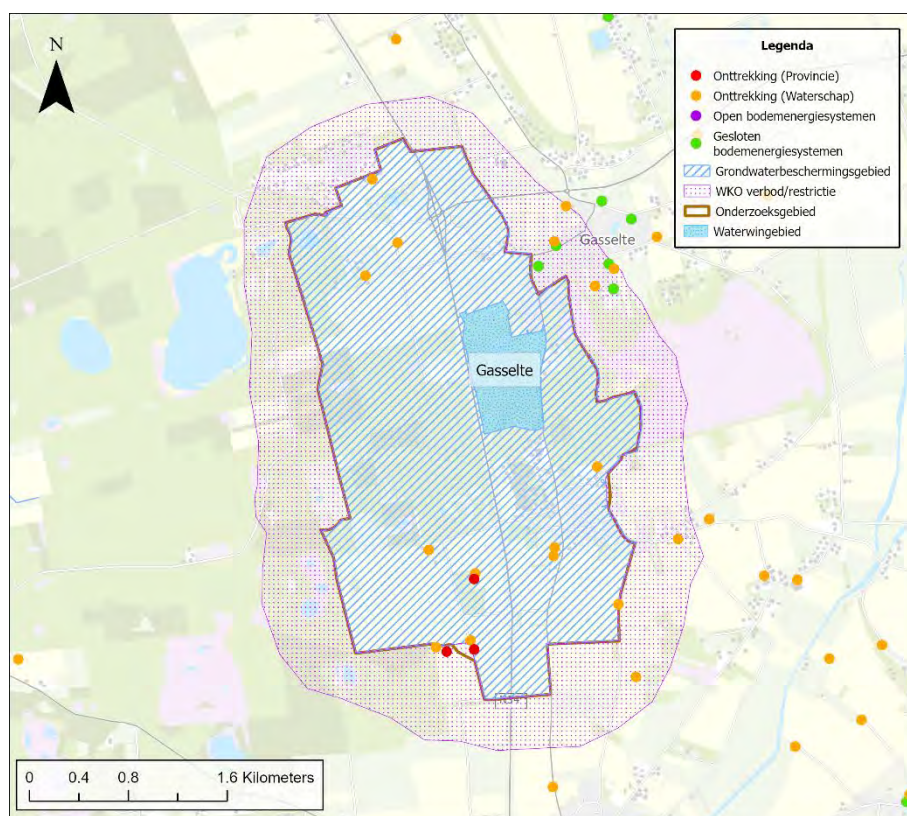 N
Legenda
Onttrekking (Provincie)
Onttrekking (Waterschap)
Open bodemenergiesystemen
Gesloten
bodemenergiesystemen
Grondwaterbeschermingsgebied
WKO verbod/restrictie
Onderzoeksgebied
Waterwingebied
Gasselte
Gasselte
N34
0 0.4 0.8 1.6 Kilometers